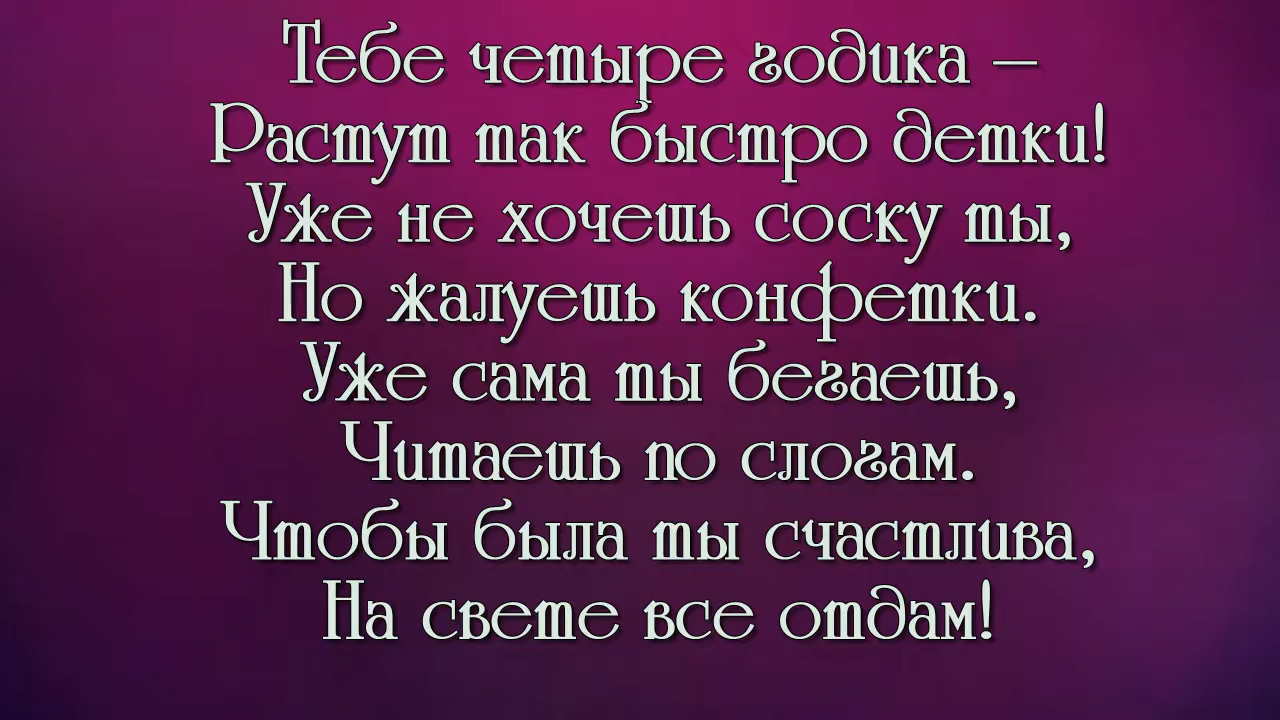 Тебе четыре годика –
Растут так быстро детки!
Уже не хочешь соску ты,
Но жалуешь конфетки.
Уже сама ты бегаешь,
Читаешь по слогам.
Чтобы была ты счастлива,
На свете все отдам!